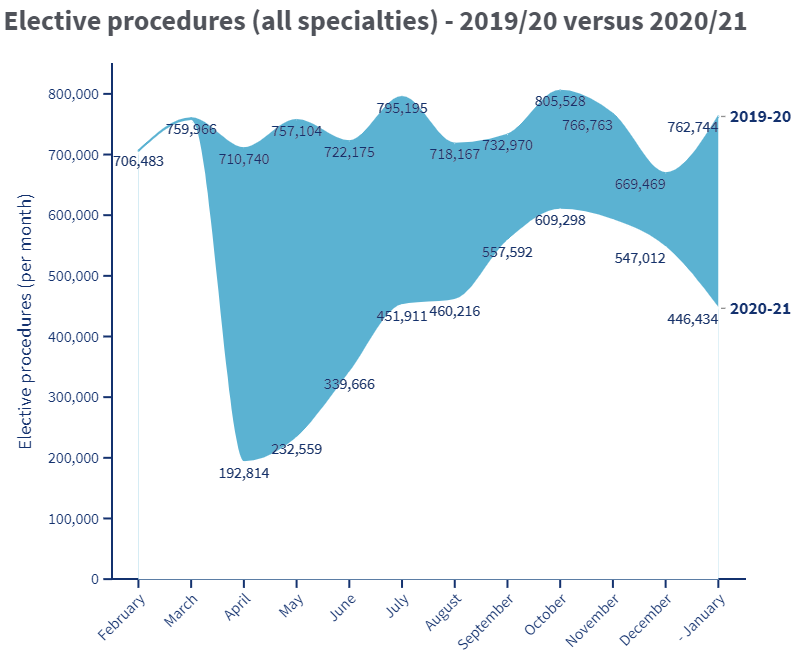 Elective procedures (all specialties) - 2019/20 versus 2020/21
Elective procedures (per month)
800,000
700,000
600,000
500,000
400,000
300,000
200,000
100,000
0
706,483
759,966
710,740
757,104
722,175
795,195
718,167
732,970
805,528
766,763
669,469
762,744
2019-20
192,814
232,559
339,666
451,911
460,216
557,592
609,298
547,012
446,434
2020-21
February
March
April
May
June
July
August
September
October
November
December
- January